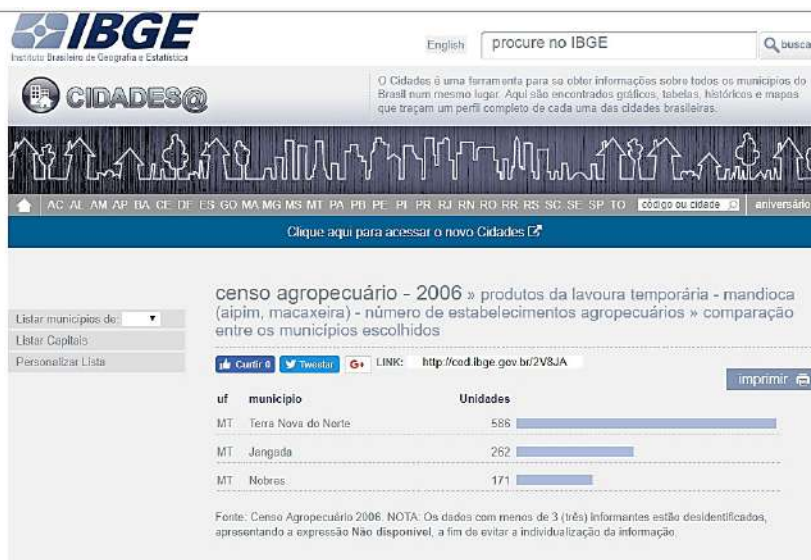 IBGE
Instituto Brasileiro de Geografia e Estatística
English
procure no IBGE
busca
CIDADES@
O Cidades é uma ferramenta para se obter informações sobre todos os municípios do
Brasil num mesmo lugar. Aqui são encontrados gráficos, tabelas, históricos e mapas
que traçam um perfil completo de cada uma das cidades brasileiras.
AC AL AM AP BA CE DF ES GO MA MG MS MT PA PB PE PI PR RJ RN RO RR RS SC SE SP TO código ou cidade aniversário
Clique aqui para acessar o novo Cidades
Listar municípios de:
Listar Capitais
Personalizar Lista
censo agropecuário - 2006 » produtos da lavoura temporária - mandioca
(aipim, macaxeira) - número de estabelecimentos agropecuários » comparação
entre os municípios escolhidos
Curtir 0 Tweetar G+ LINK: http://cod.ibge.gov.br/2V8JA
imprimir
uf município Unidades
MT Terra Nova do Norte 586
MT Jangada 262
MT Nobres 171
Fonte: Censo Agropecuário 2006. NOTA: Os dados com menos de 3 (três) informantes estão desidentificados,
apresentando a expressão Não disponível, a fim de evitar a individualização da informação.